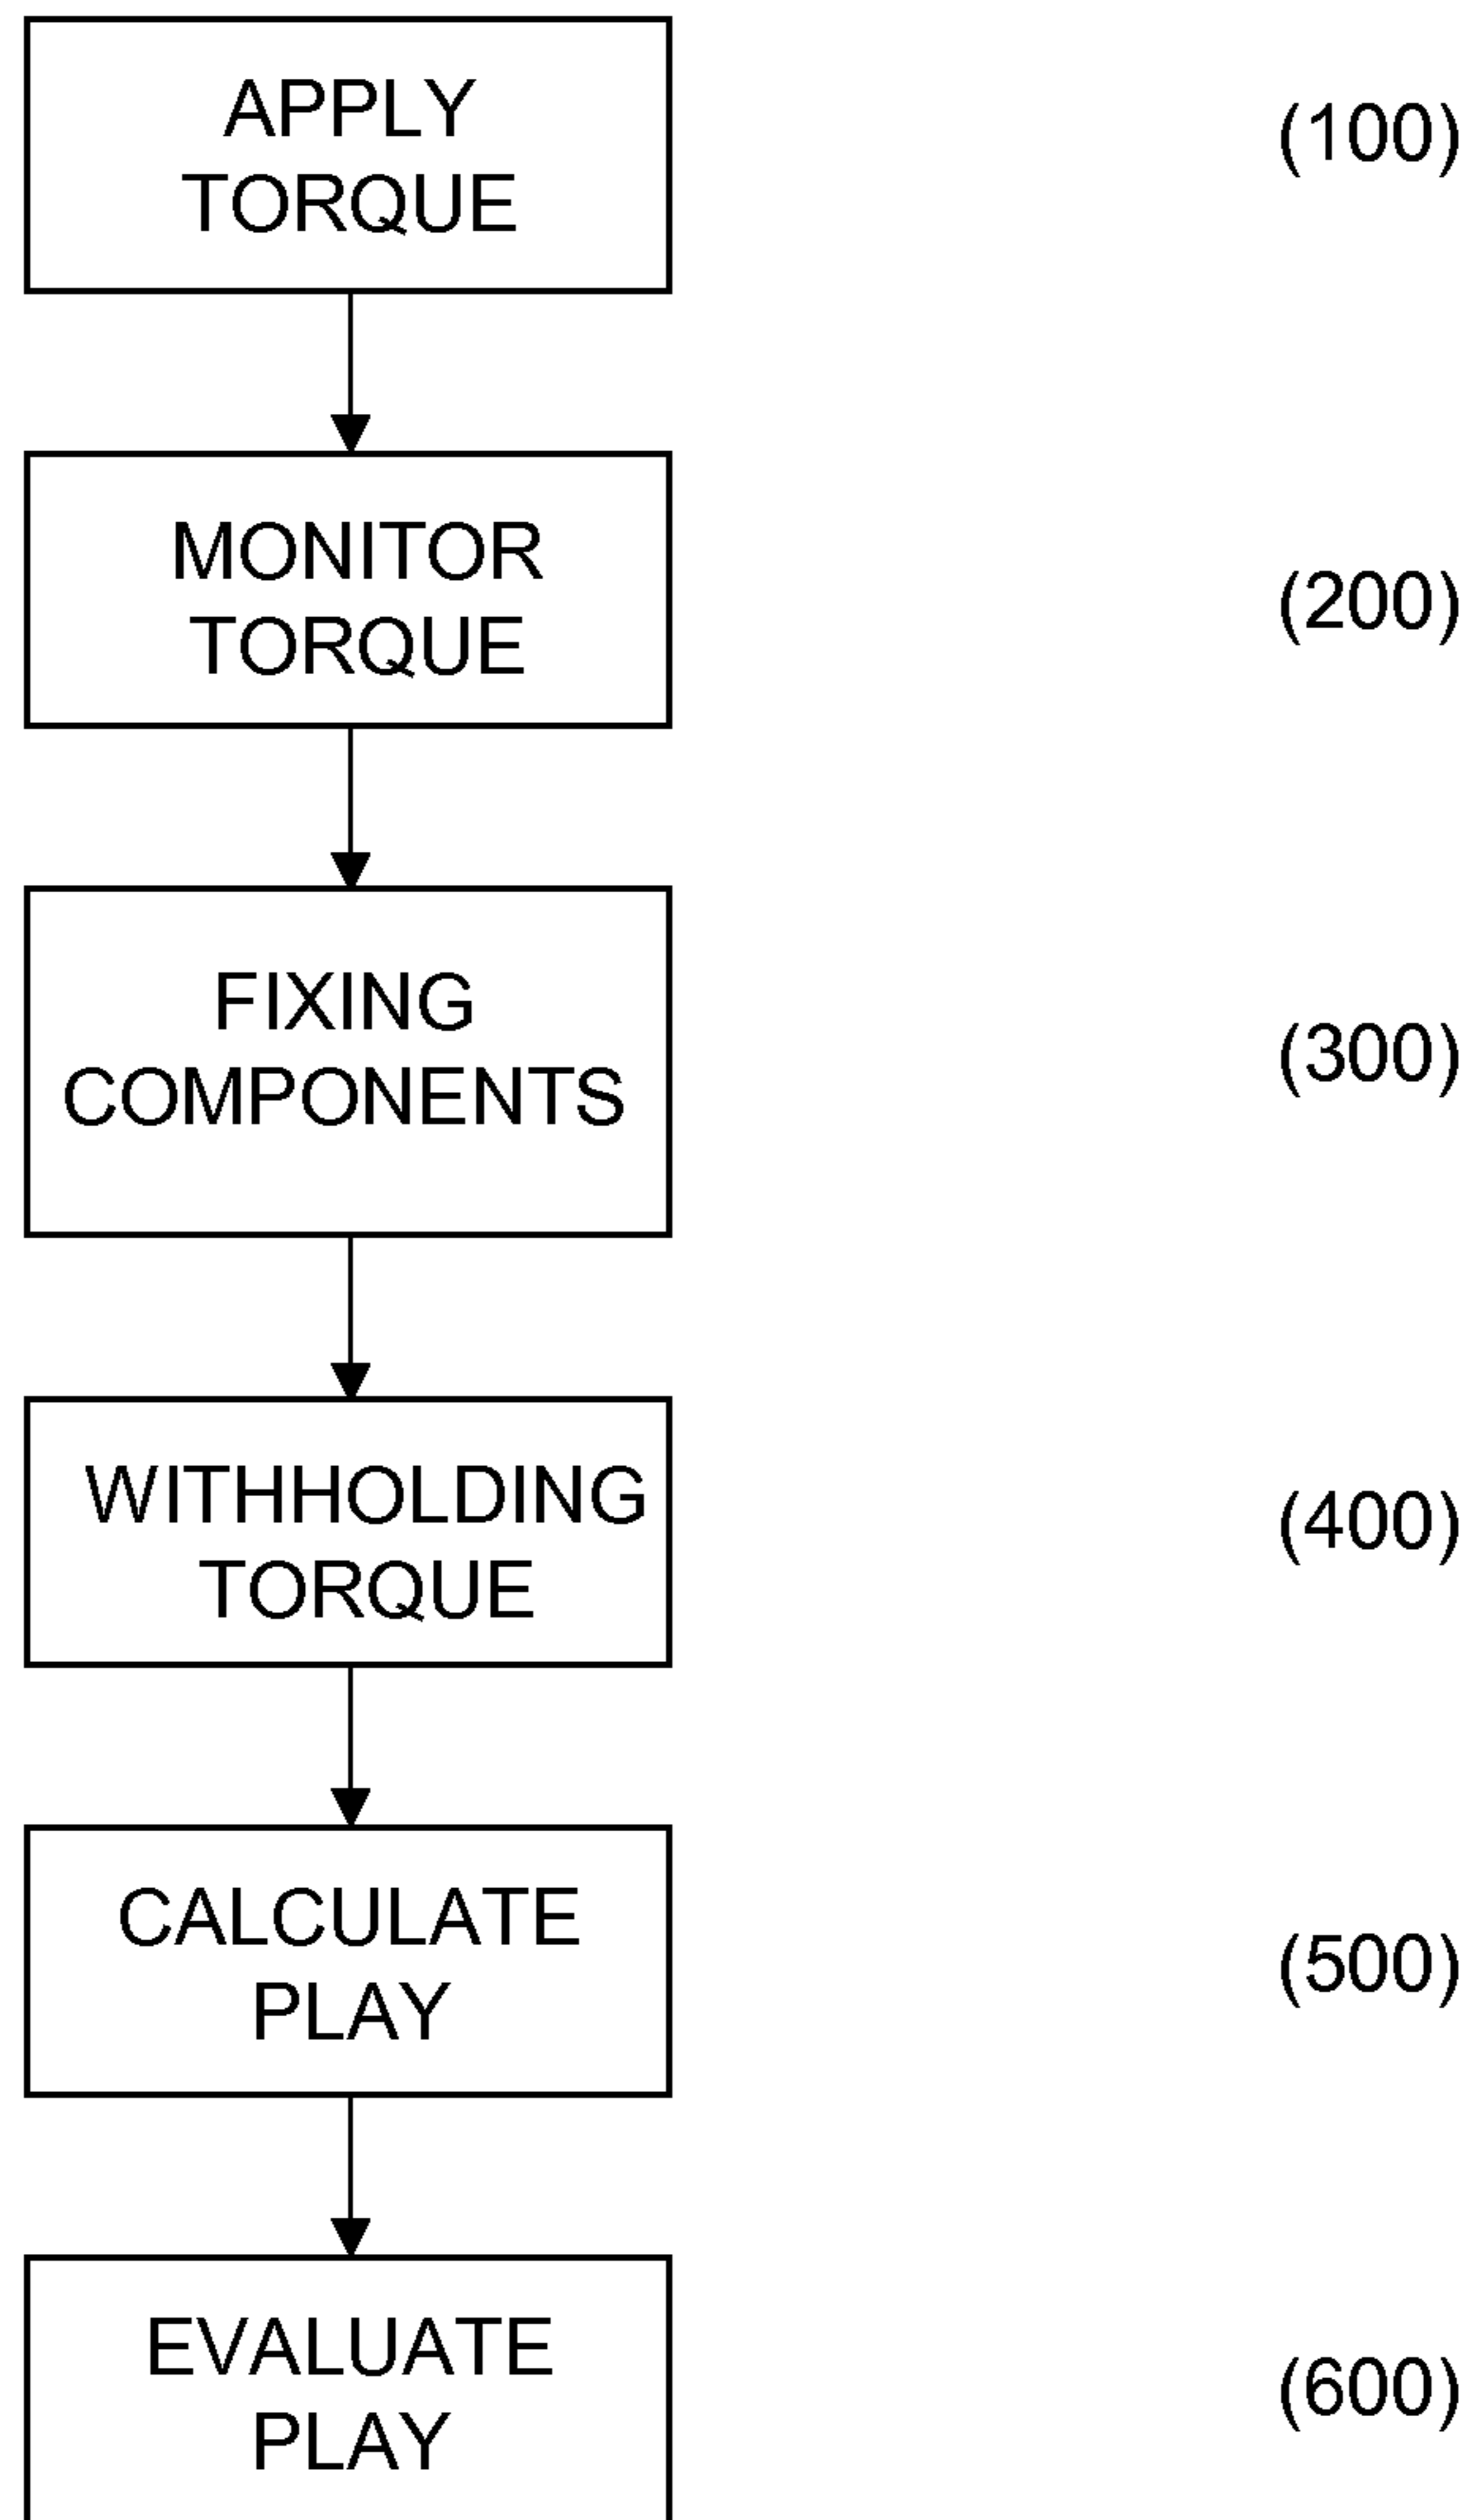 APPLY
TORQUE
(100)
MONITOR
TORQUE
(200)
FIXING
COMPONENTS
(300)
WITHHOLDING
TORQUE
(400)
CALCULATE
PLAY
(500)
EVALUATE
PLAY
(600)